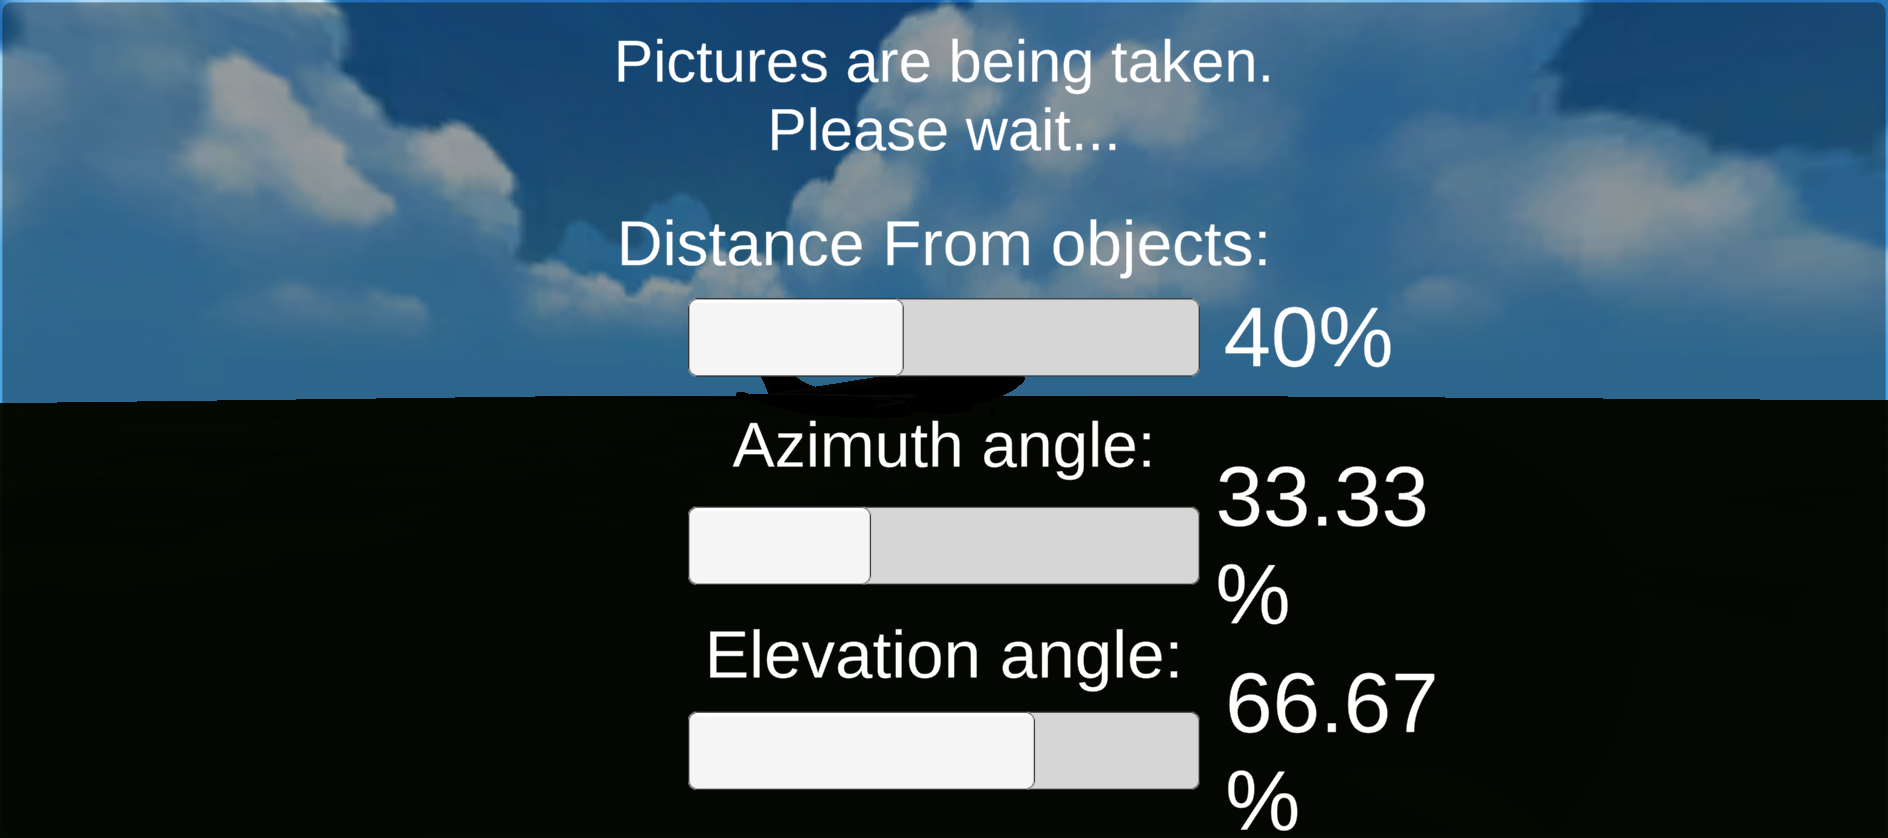 Pictures are being taken.
Please wait...
Distance From objects:
40%
Azimuth angle:
33.33
%
Elevation angle:
66.67
%